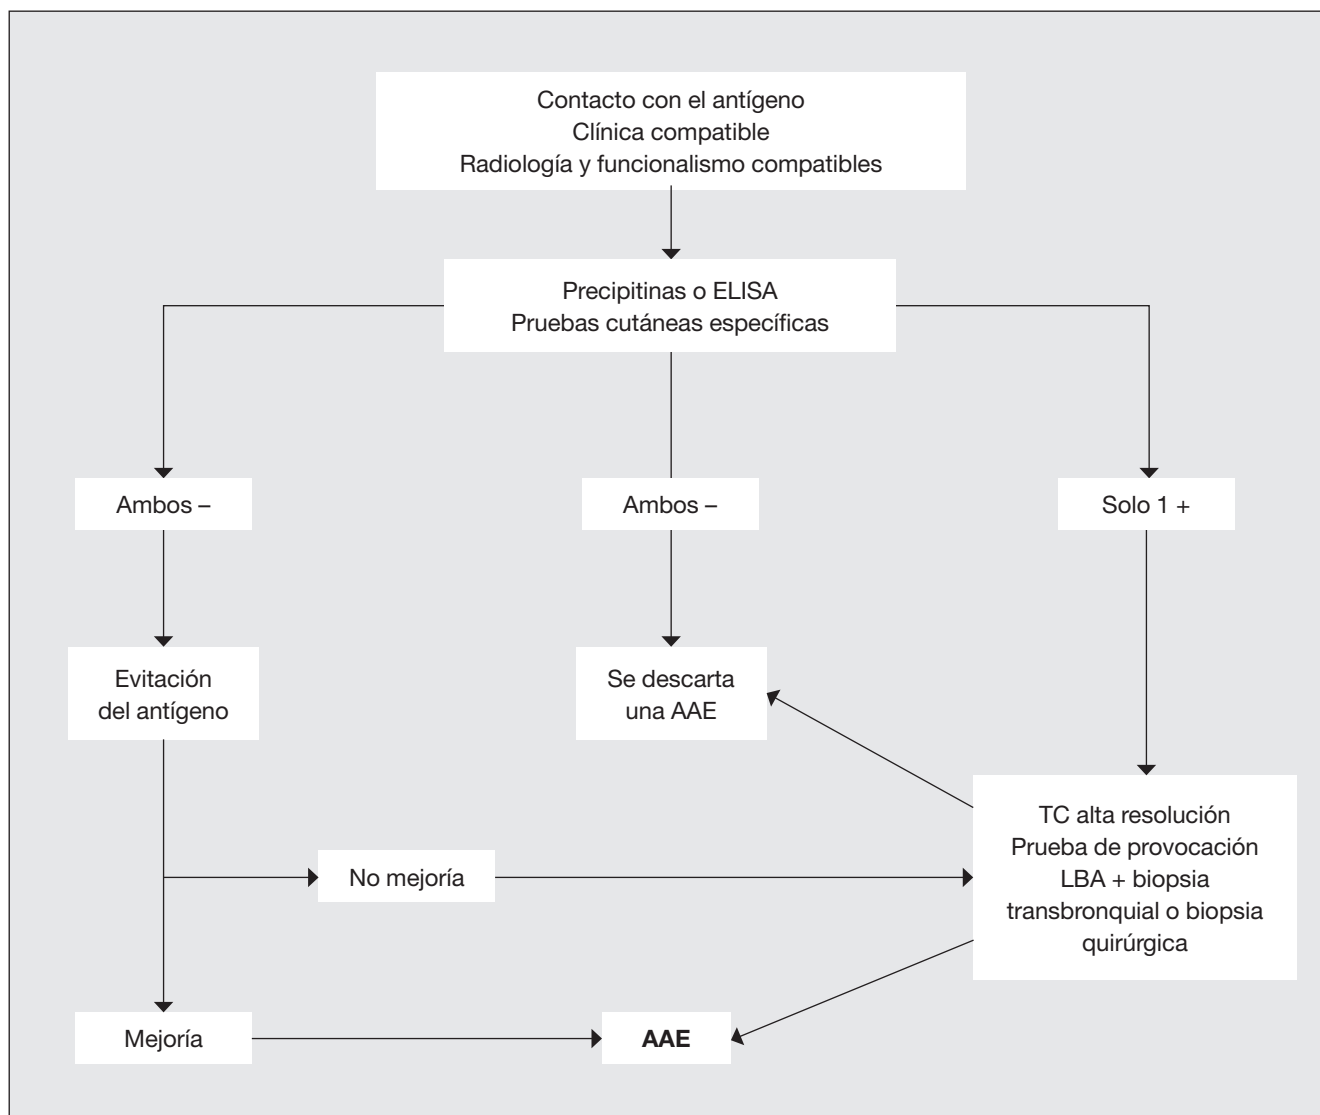 Contacto con el antígeno
Clínica compatible
Radiología y funcionalismo compatibles
Precipitinas o ELISA
Pruebas cutáneas específicas
Ambos –
Ambos –
Solo 1 +
Evitación
del antígeno
Se descarta
una AAE
TC alta resolución
Prueba de provocación
LBA + biopsia
transbronquial o biopsia
quirúrgica
No mejoría
Mejoría
AAE